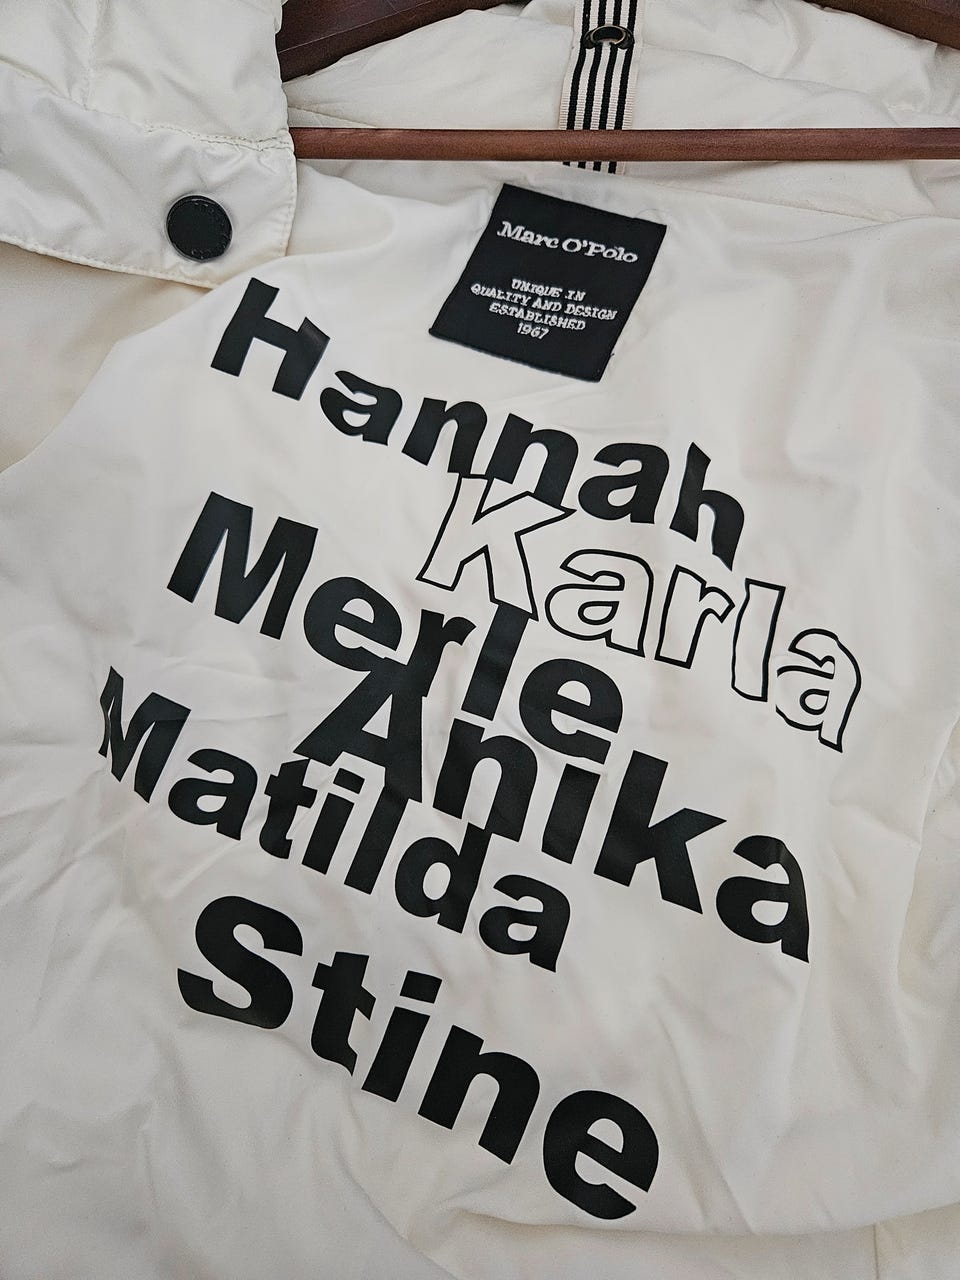 Marc O'Polo
UNIQUE IN
QUALITY AND DESIGN
ESTABLISHED
1967
Hannah
Karla
Merle
Anika
Matilda
Stine